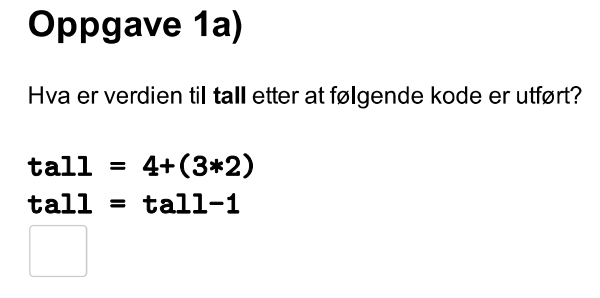 Oppgave 1a)
Hva er verdien til tall etter at følgende kode er utført?
tall = 4+(3*2)
tall = tall-1